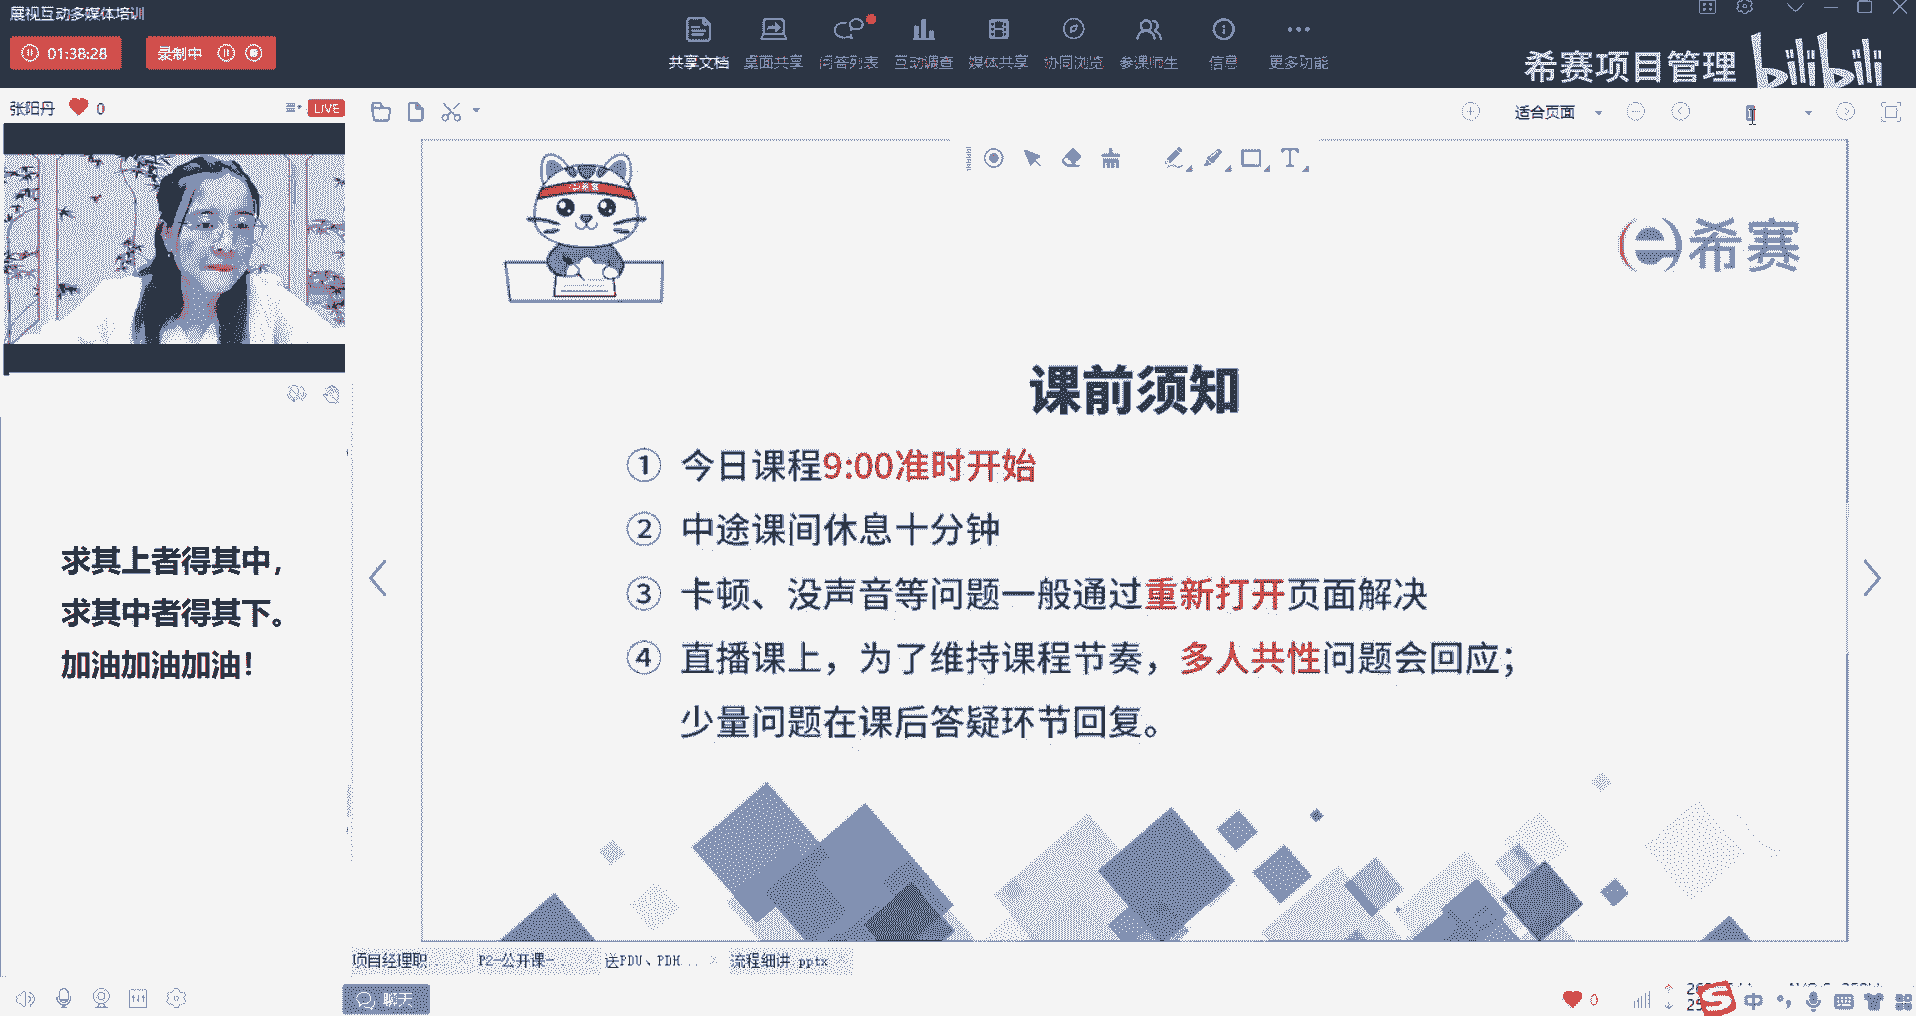 展视互动多媒体培训
01:38:28
录制中
共享文档
桌面共享
问答列表
互动调查
媒体共享
协同浏览
参课师生
信息
更多功能
希赛项目管理
bilibili
张阳丹
0
LIVE
适合页面
希赛
课前须知
① 今日课程9:00准时开始
② 中途课间休息十分钟
③ 卡顿、没声音等问题一般通过重新打开页面解决
④ 直播课上，为了维持课程节奏，多人共性问题会回应；
少量问题在课后答疑环节回复。
求其上者得其中，
求其中者得其下。
加油加油加油！
项目经理职
P2-公开课-
送PDU、PDH...
流程细讲.pptx
聊天
0
中